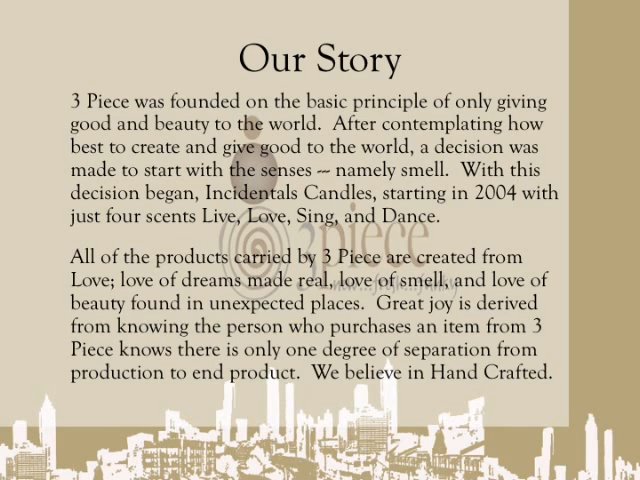 Our Story
3 Piece was founded on the basic principle of only giving
good and beauty to the world.  After contemplating how
best to create and give good to the world, a decision was
made to start with the senses -- namely smell.  With this
decision began, Incidentals Candles, starting in 2004 with
just four scents Live, Love, Sing, and Dance.
All of the products carried by 3 Piece are created from
Love; love of dreams made real, love of smell, and love of
beauty found in unexpected places.  Great joy is derived
from knowing the person who purchases an item from 3
Piece knows there is only one degree of separation from
production to end product.  We believe in Hand Crafted.
3piece